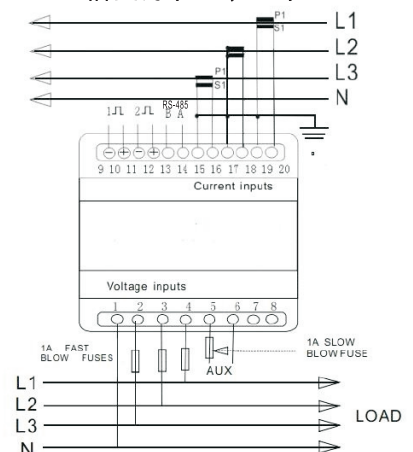 P1
L1
S1
L2
P1
L3
S1
N
RS-485
1 2 B A
9 10 11 12 13 14 15 16 17 18 19 20
Current inputs
Voltage inputs
1 2 3 4 5 6 7 8
1A FAST
BLOW FUSES
1A SLOW
BLOW FUSE
AUX
L1
L2
L3
LOAD
N